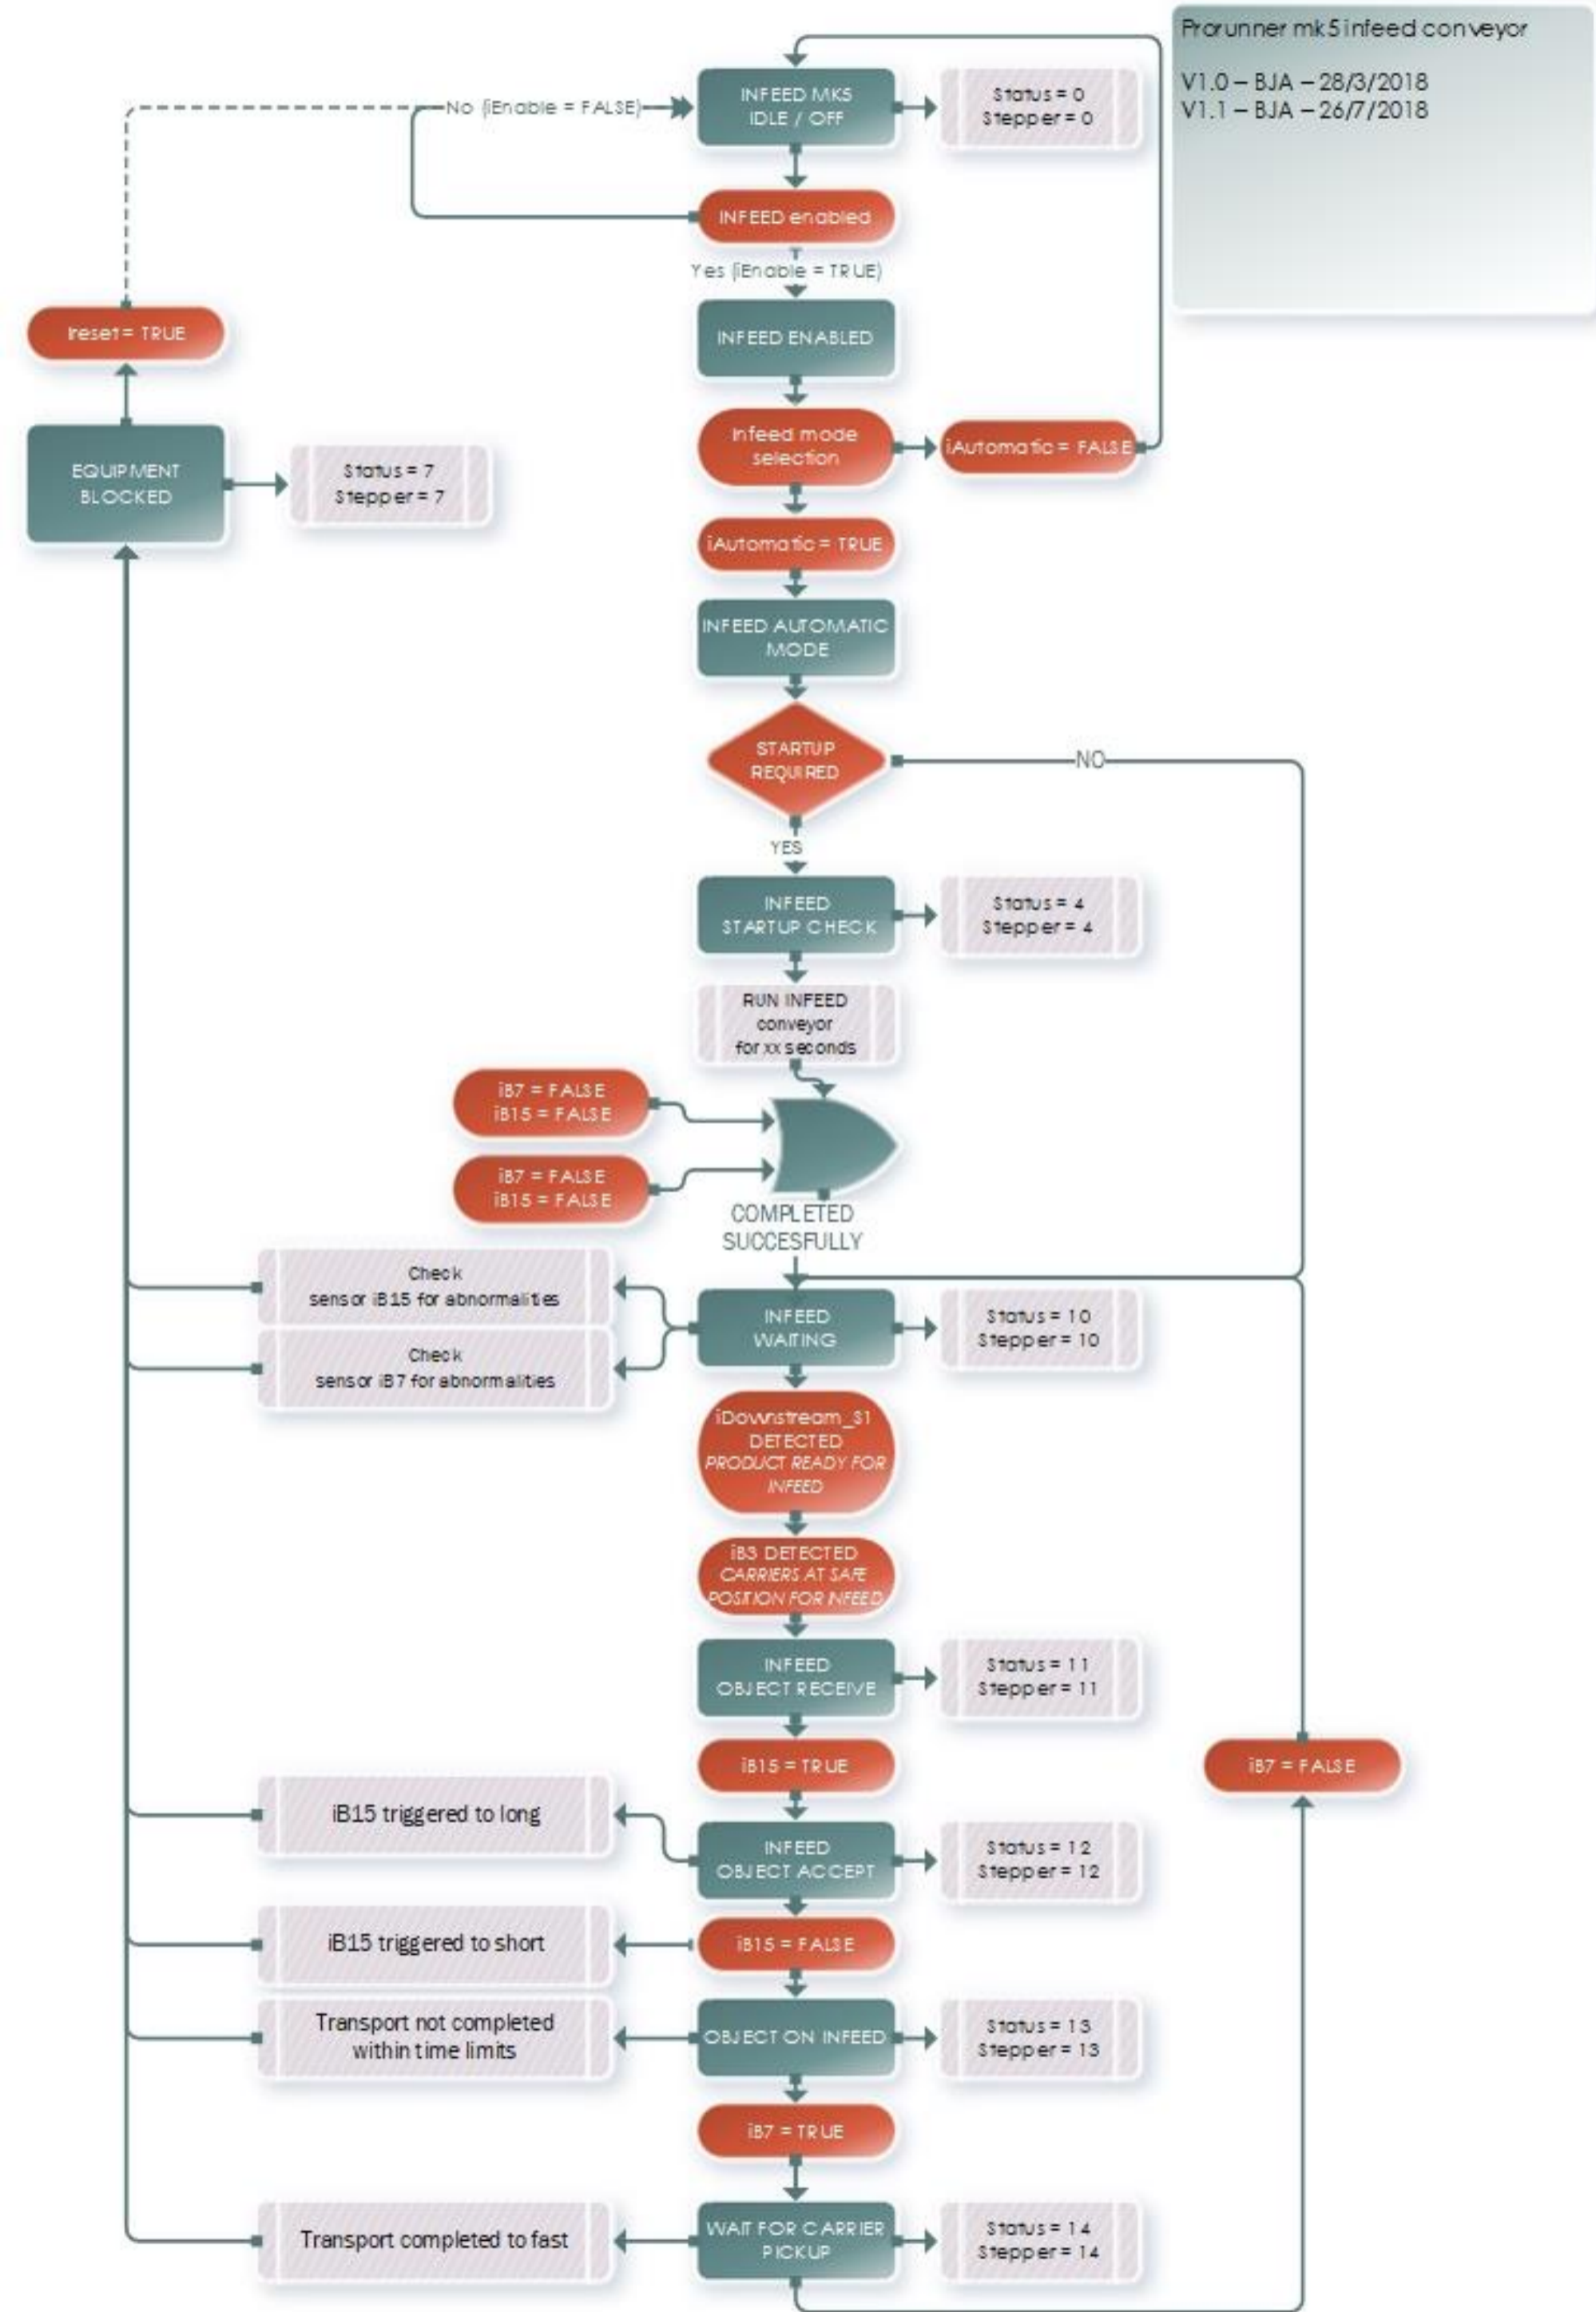 Prorunner mk5 infeed conveyor
V1.0 – BJA – 28/3/2018
V1.1 – BJA – 26/7/2018
INFEED MK5
IDLE / OFF
Status = 0
Stepper = 0
No (iEnable = FALSE)
INFEED enabled
Yes (iEnable = TRUE)
Ireset = TRUE
INFEED ENABLED
Infeed mode
selection
iAutomatic = FALSE
EQUIPMENT
BLOCKED
Status = 7
Stepper = 7
iAutomatic = TRUE
INFEED AUTOMATIC
MODE
STARTUP
REQUIRED
NO
YES
INFEED
STARTUP CHECK
Status = 4
Stepper = 4
RUN INFEED
conveyor
for xx seconds
iB7 = FALSE
iB15 = FALSE
iB7 = FALSE
iB15 = FALSE
COMPLETED
SUCCESFULLY
Check
sensor iB15 for abnormalities
Check
sensor iB7 for abnormalities
INFEED
WAITING
Status = 10
Stepper = 10
iDownstream_S1
DETECTED
PRODUCT READY FOR
INFEED
iB3 DETECTED
CARRIERS AT SAFE
POSITION FOR INFEED
INFEED
OBJECT RECEIVE
Status = 11
Stepper = 11
iB15 = TRUE
iB7 = FALSE
iB15 triggered to long
INFEED
OBJECT ACCEPT
Status = 12
Stepper = 12
iB15 triggered to short
iB15 = FALSE
Transport not completed
within time limits
OBJECT ON INFEED
Status = 13
Stepper = 13
iB7 = TRUE
Transport completed to fast
WAIT FOR CARRIER
PICKUP
Status = 14
Stepper = 14